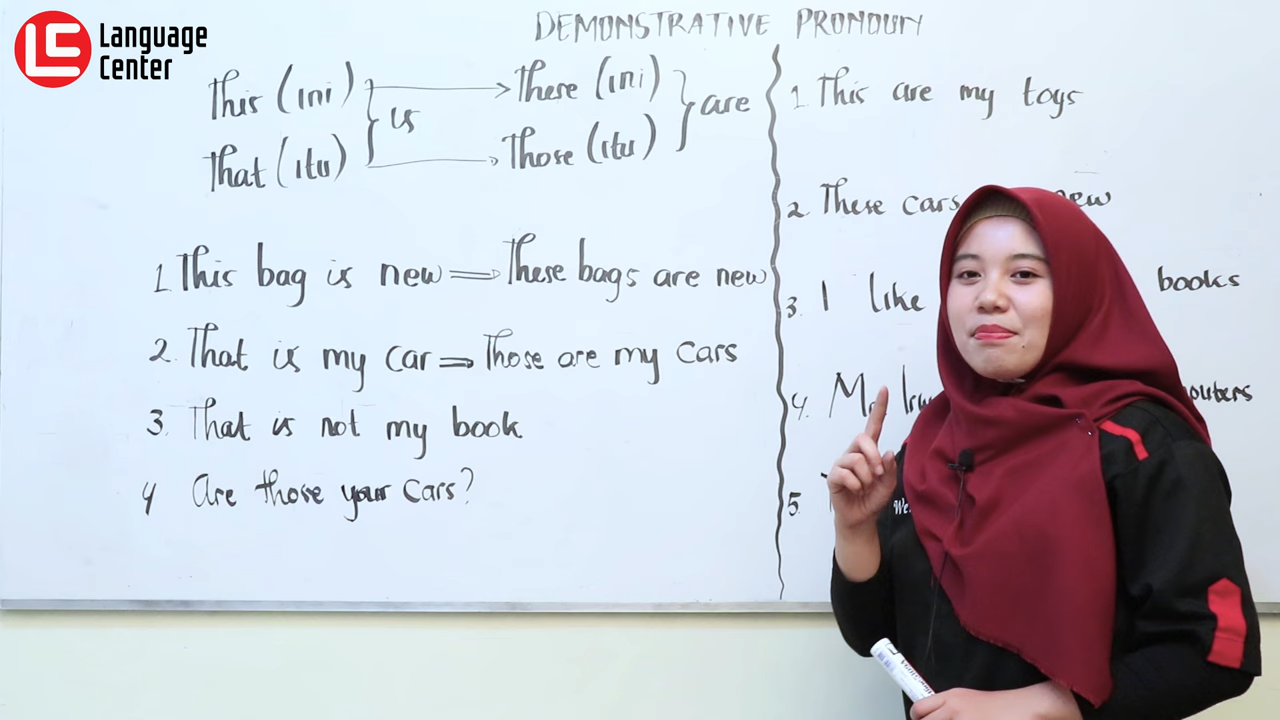 LC Language
Center
DEMONSTRATIVE PRONOUN
This (ini) These (ini)
is are
That (itu) Those (itu)
1 This bag is new These bags are new
2. That is my car Those are my cars
3. That is not my book
4 Are those your cars?
1. This are my toys
2. These cars new
3. I like books
4. Mr
5.